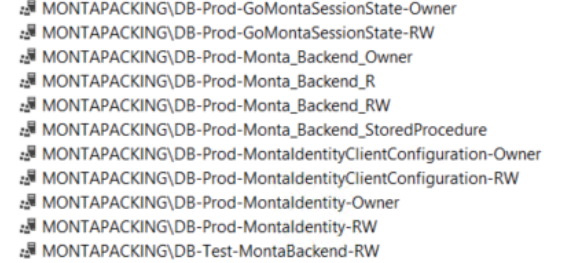 MONTAPACKING\DB-Prod-GoMontaSessionState-Owner
MONTAPACKING\DB-Prod-GoMontaSessionState-RW
MONTAPACKING\DB-Prod-Monta_Backend_Owner
MONTAPACKING\DB-Prod-Monta_Backend_R
MONTAPACKING\DB-Prod-Monta_Backend_RW
MONTAPACKING\DB-Prod-Monta_Backend_StoredProcedure
MONTAPACKING\DB-Prod-MontaIdentityClientConfiguration-Owner
MONTAPACKING\DB-Prod-MontaIdentityClientConfiguration-RW
MONTAPACKING\DB-Prod-MontaIdentity-Owner
MONTAPACKING\DB-Prod-MontaIdentity-RW
MONTAPACKING\DB-Test-MontaBackend-RW